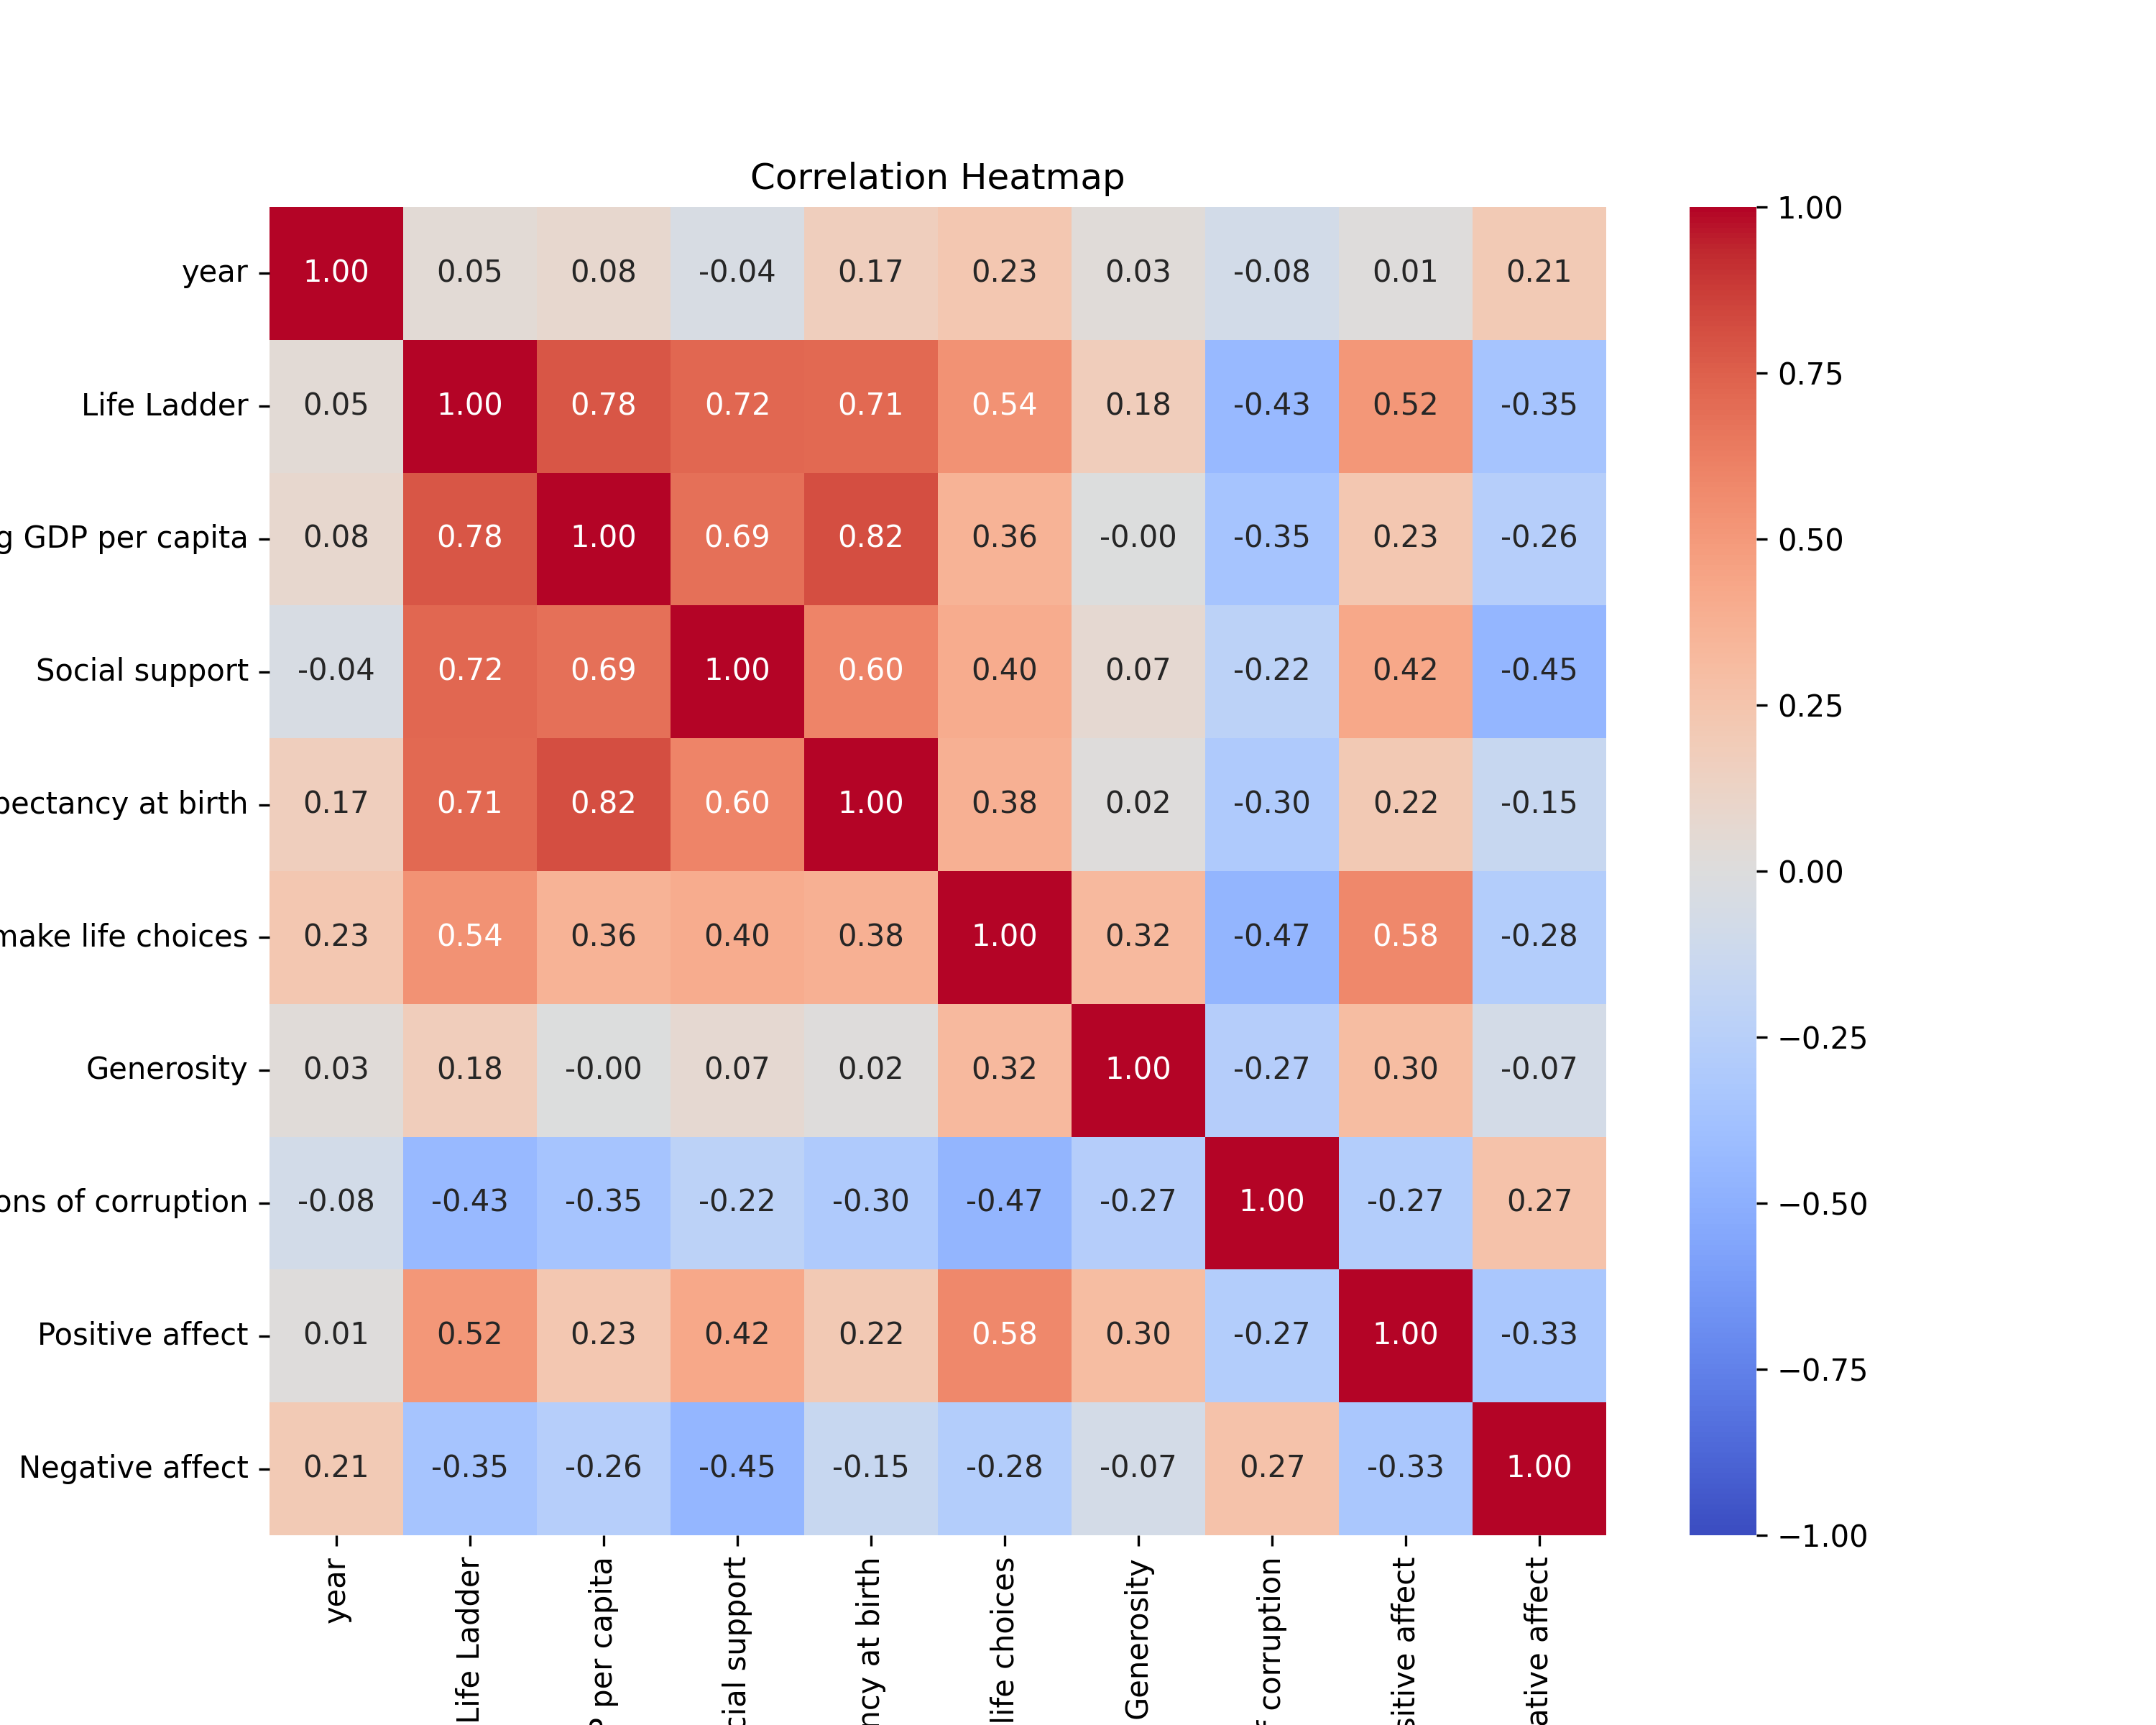 Correlation Heatmap
year 1.00 0.05 0.08 -0.04 0.17 0.23 0.03 -0.08 0.01 0.21
Life Ladder 0.05 1.00 0.78 0.72 0.71 0.54 0.18 -0.43 0.52 -0.35
g GDP per capita 0.08 0.78 1.00 0.69 0.82 0.36 -0.00 -0.35 0.23 -0.26
Social support -0.04 0.72 0.69 1.00 0.60 0.40 0.07 -0.22 0.42 -0.45
pectancy at birth 0.17 0.71 0.82 0.60 1.00 0.38 0.02 -0.30 0.22 -0.15
make life choices 0.23 0.54 0.36 0.40 0.38 1.00 0.32 -0.47 0.58 -0.28
Generosity 0.03 0.18 -0.00 0.07 0.02 0.32 1.00 -0.27 0.30 -0.07
ons of corruption -0.08 -0.43 -0.35 -0.22 -0.30 -0.47 -0.27 1.00 -0.27 0.27
Positive affect 0.01 0.52 0.23 0.42 0.22 0.58 0.30 -0.27 1.00 -0.33
Negative affect 0.21 -0.35 -0.26 -0.45 -0.15 -0.28 -0.07 0.27 -0.33 1.00
year
Life Ladder
per capita
cial support
ncy at birth
life choices
Generosity
corruption
sitive affect
ative affect
1.00
0.75
0.50
0.25
0.00
−0.25
−0.50
−0.75
−1.00